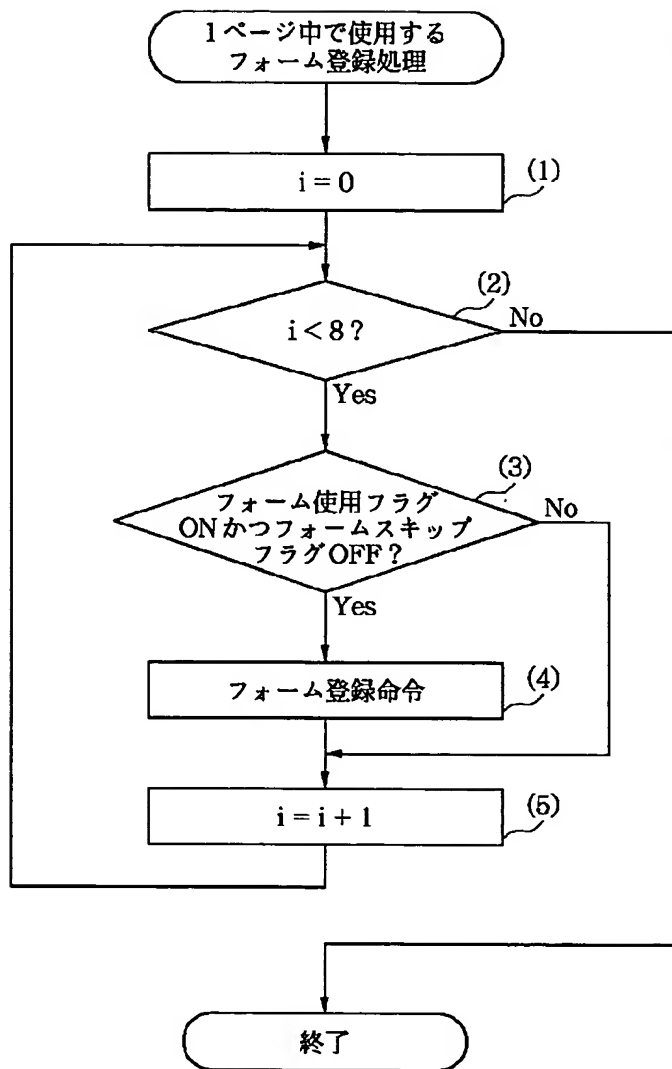 1ページ中で使用する
フォーム登録処理
i=0
(1)
i<8?
(2)
No
Yes
フォーム使用フラグ
ONかつフォームスキップ
フラグOFF?
(3)
No
Yes
フォーム登録命令
(4)
i=i+1
(5)
終了